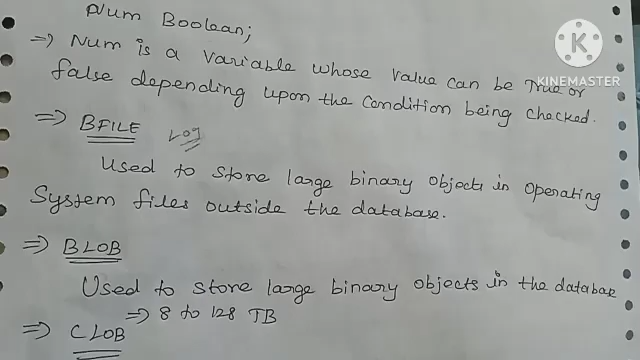 Num Boolean;
⇒ Num is a variable whose value can be True or
false depending upon the condition being checked.
⇒ BFILE Log
Used to store large binary objects in operating
System files outside the database.
⇒ BLOB
Used to store large binary objects in the database
⇒ 8 to 128 TB
⇒ CLOB
KINEMASTER